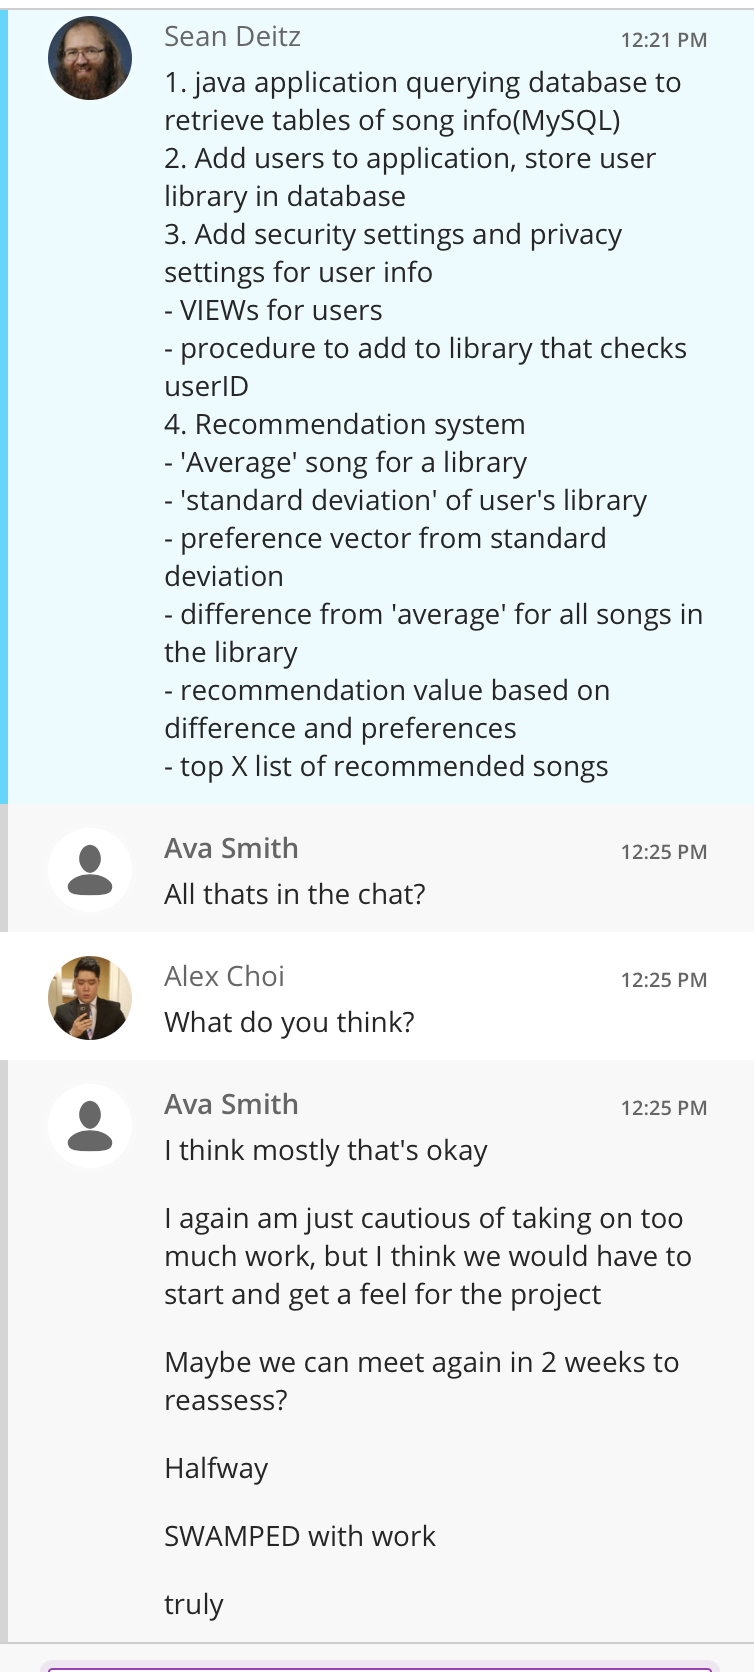 Sean Deitz 12:21 PM
1. java application querying database to
retrieve tables of song info(MySQL)
2. Add users to application, store user
library in database
3. Add security settings and privacy
settings for user info
- VIEWs for users
- procedure to add to library that checks
userID
4. Recommendation system
- 'Average' song for a library
- 'standard deviation' of user's library
- preference vector from standard
deviation
- difference from 'average' for all songs in
the library
- recommendation value based on
difference and preferences
- top X list of recommended songs
Ava Smith 12:25 PM
All thats in the chat?
Alex Choi 12:25 PM
What do you think?
Ava Smith 12:25 PM
I think mostly that's okay
I again am just cautious of taking on too
much work, but I think we would have to
start and get a feel for the project
Maybe we can meet again in 2 weeks to
reassess?
Halfway
SWAMPED with work
truly